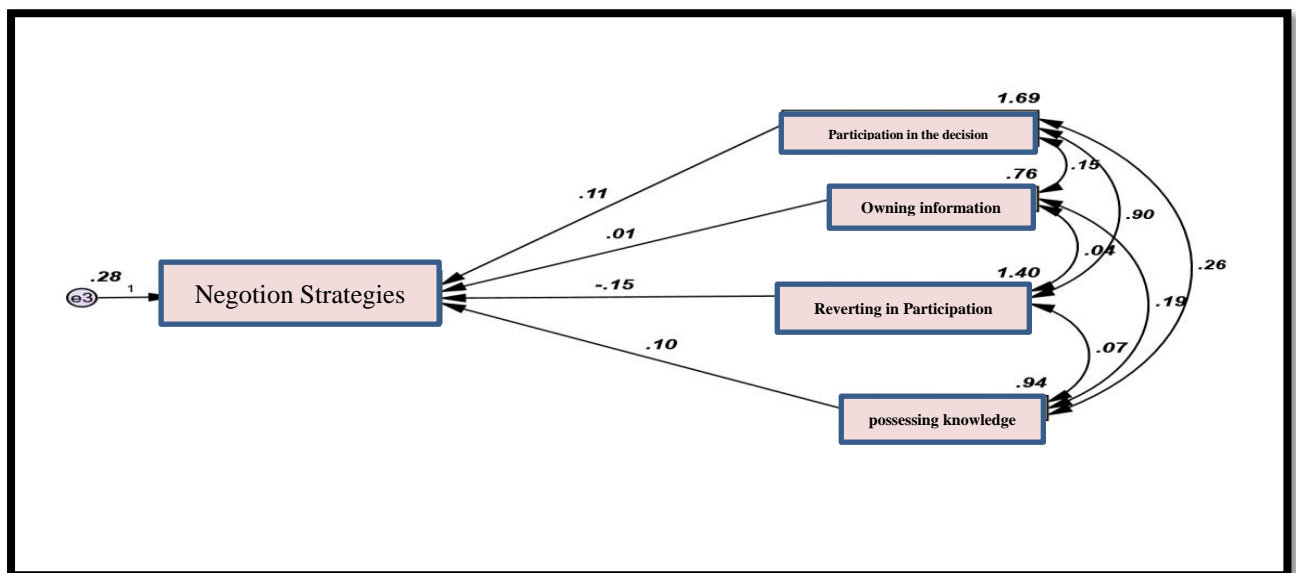 1.69
Participation in the decision
.15
.76
.11
Owning information
.90
.01
.04
.26
.28
1
1.40
e3
Negotion Strategies
-.15
.19
Reverting in Participation
.07
.10
.94
possessing knowledge